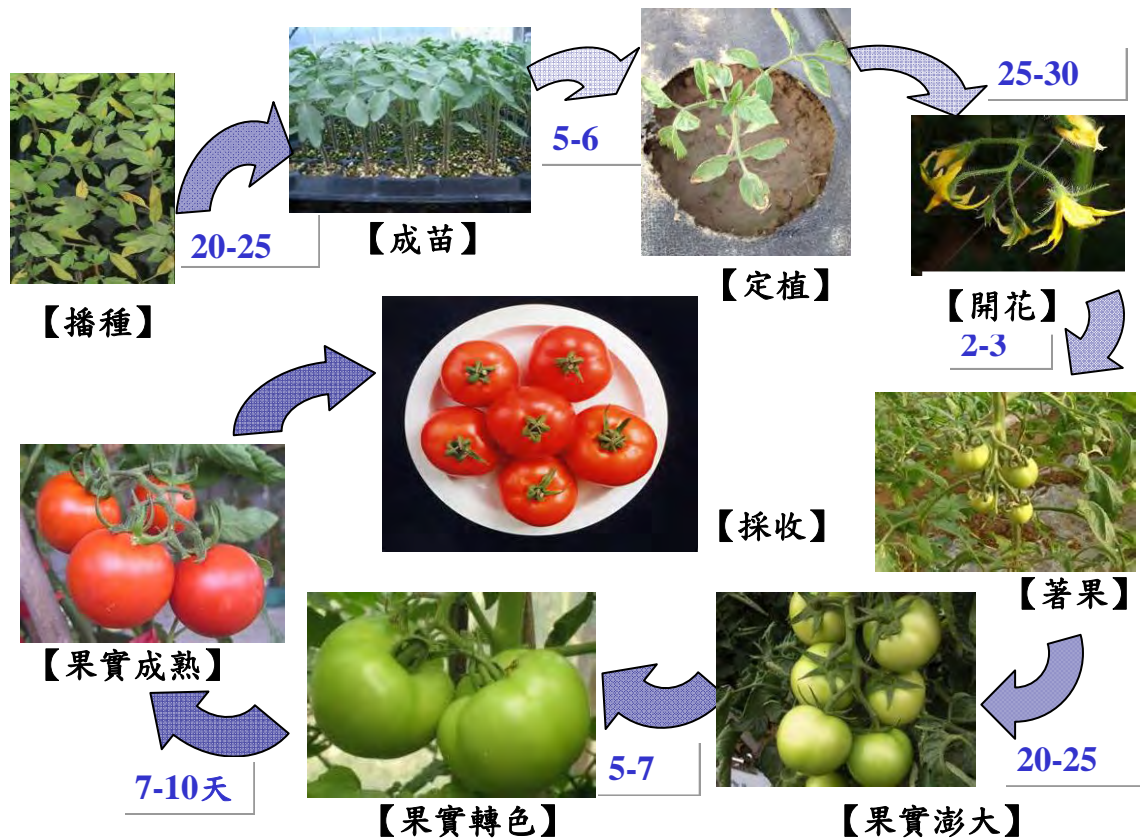 【播種】
20-25
【成苗】
5-6
【定植】
25-30
【開花】
2-3
【著果】
20-25
【果實澎大】
5-7
【果實轉色】
7-10天
【果實成熟】
【採收】